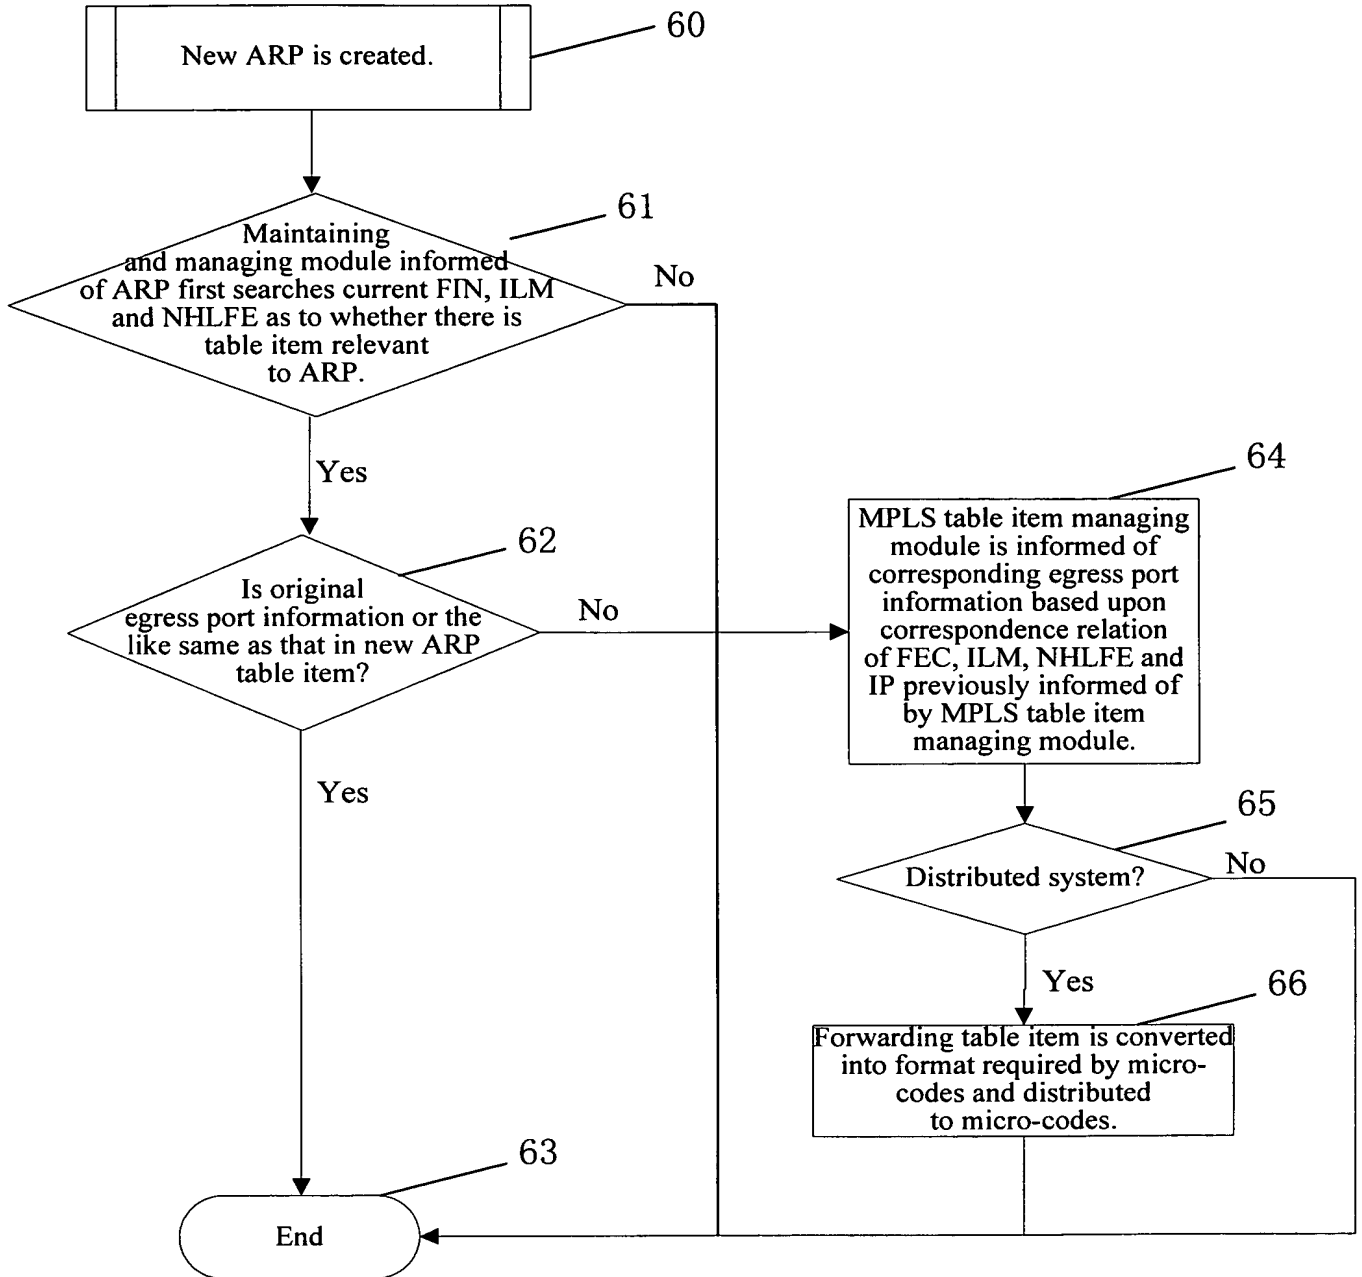 New ARP is created.
60
Maintaining
and managing module informed
of ARP first searches current FIN, ILM
and NHLFE as to whether there is
table item relevant
to ARP.
61
No
Yes
Is original
egress port information or the
like same as that in new ARP
table item?
62
No
Yes
MPLS table item managing
module is informed of
corresponding egress port
information based upon
correspondence relation
of FEC, ILM, NHLFE and
IP previously informed of
by MPLS table item
managing module.
64
Distributed system?
65
No
Yes
Forwarding table item is converted
into format required by micro-
codes and distributed
to micro-codes.
66
End
63